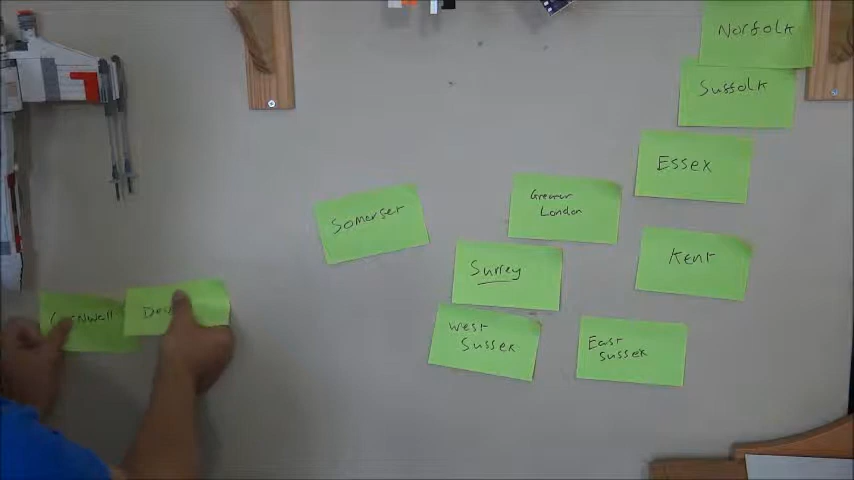 Norfolk
Suffolk
Essex
Greater
London
Somerset
Surrey
Kent
West
Sussex
East
Sussex